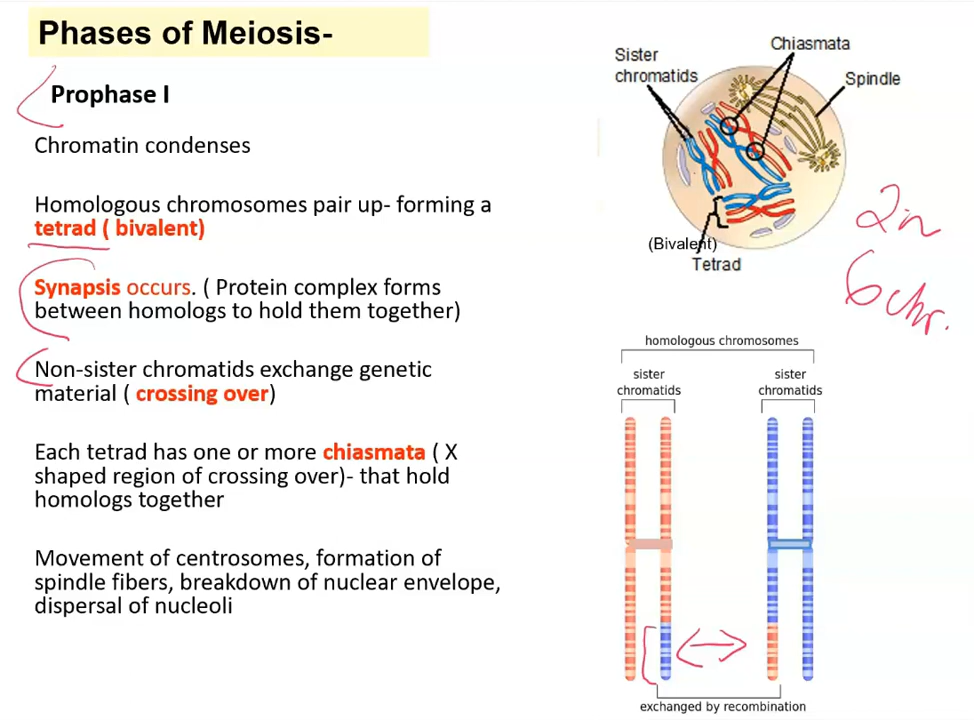 Phases of Meiosis-
Prophase I
Chromatin condenses
Homologous chromosomes pair up- forming a
tetrad ( bivalent)
Synapsis occurs. ( Protein complex forms
between homologs to hold them together)
Non-sister chromatids exchange genetic
material ( crossing over)
Each tetrad has one or more chiasmata ( X
shaped region of crossing over)- that hold
homologs together
Movement of centrosomes, formation of
spindle fibers, breakdown of nuclear envelope,
dispersal of nucleoli
Chiasmata
Sister
chromatids
Spindle
(Bivalent)
Tetrad
2n
6 chr.
homologous chromosomes
sister
chromatids
sister
chromatids
exchanged by recombination